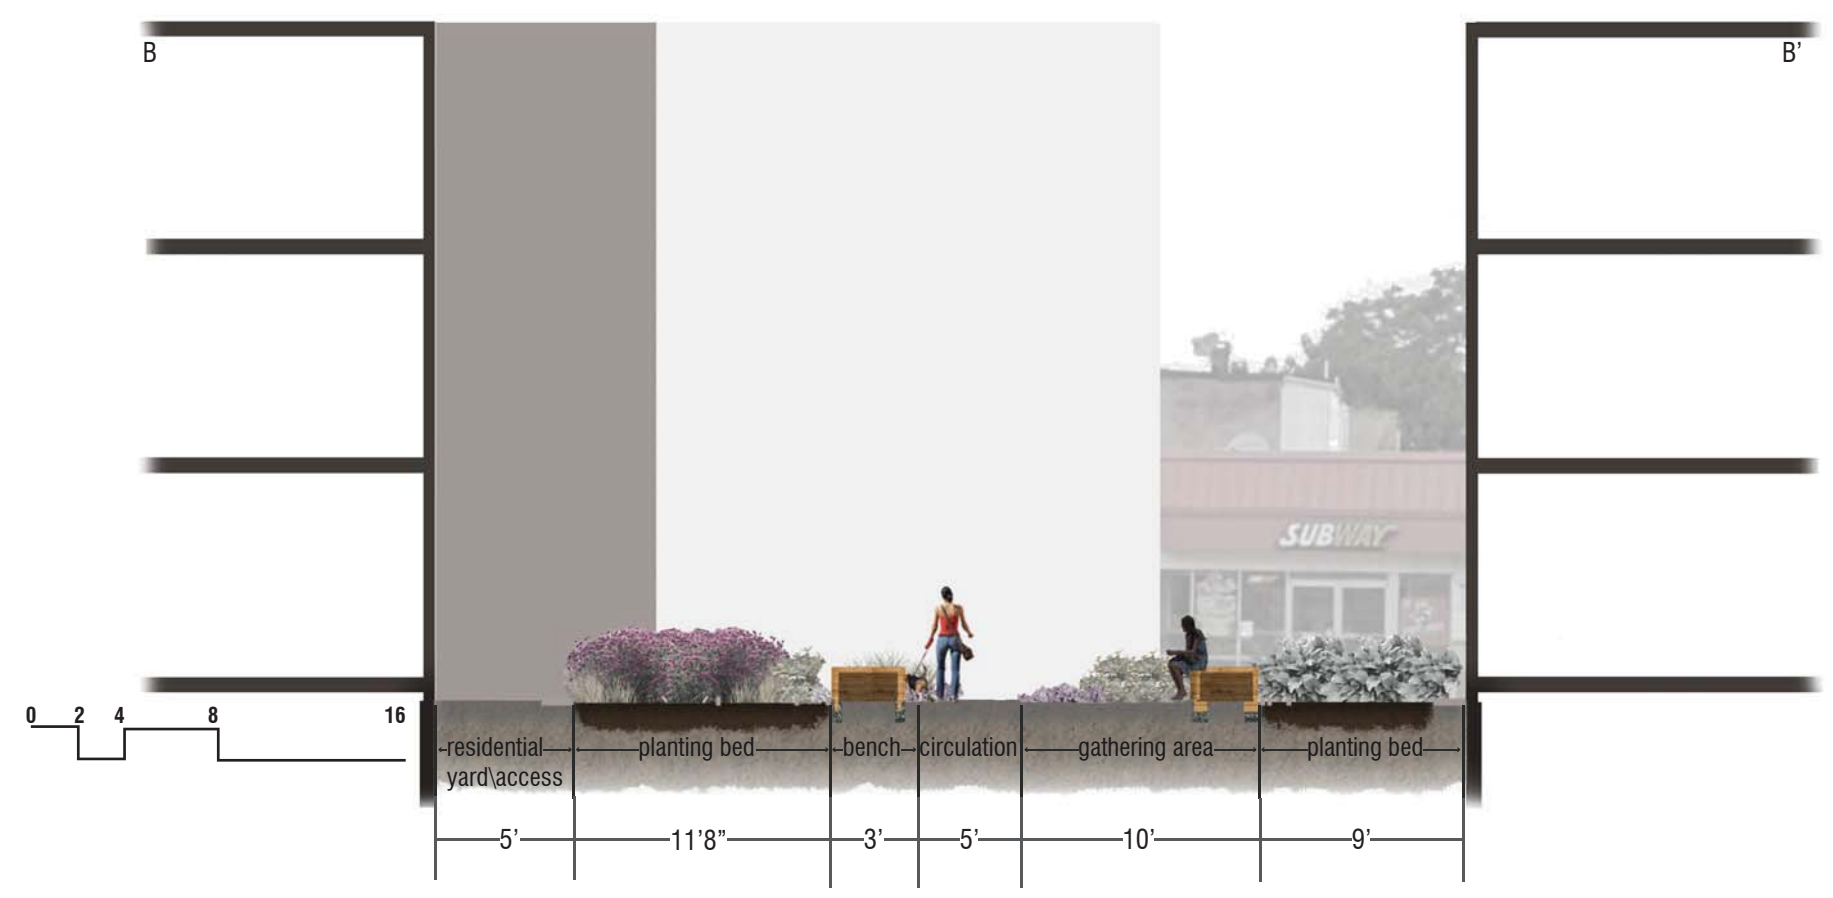 B
B’
SUBWAY
0 2 4 8 16
residential planting bed bench circulation gathering area planting bed
yard\access
5’ 11’8” 3’ 5’ 10’ 9’